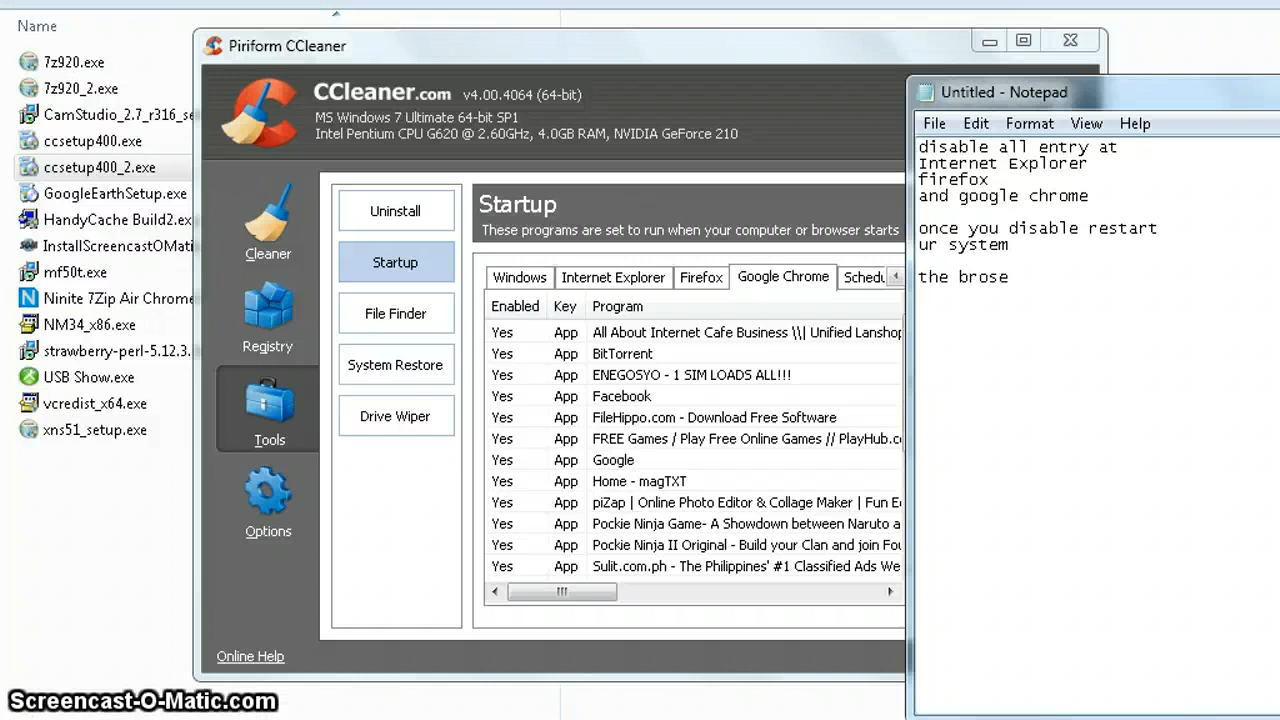 Name
7z920.exe
7z920_2.exe
CamStudio_2.7_r316_se
ccsetup400.exe
ccsetup400_2.exe
GoogleEarthSetup.exe
HandyCache Build2.ex
InstallScreencastOMati
mf50t.exe
Ninite 7Zip Air Chrome
NM34_x86.exe
strawberry-perl-5.12.3.
USB Show.exe
vcredist_x64.exe
xns51_setup.exe
Piriform CCleaner
CCleaner.com v4.00.4064 (64-bit)
MS Windows 7 Ultimate 64-bit SP1
Intel Pentium CPU G620 @ 2.60GHz, 4.0GB RAM, NVIDIA GeForce 210
Cleaner
Registry
Tools
Options
Online Help
Uninstall
Startup
File Finder
System Restore
Drive Wiper
Startup
These programs are set to run when your computer or browser starts
Windows Internet Explorer Firefox Google Chrome Schedu
Enabled Key Program
Yes App All About Internet Cafe Business \\| Unified Lanshop
Yes App BitTorrent
Yes App ENEGOSYO - 1 SIM LOADS ALL!!!
Yes App Facebook
Yes App FileHippo.com - Download Free Software
Yes App FREE Games / Play Free Online Games // PlayHub.co
Yes App Google
Yes App Home - magTXT
Yes App piZap | Online Photo Editor & Collage Maker | Fun E
Yes App Pockie Ninja Game- A Showdown between Naruto a
Yes App Pockie Ninja II Original - Build your Clan and join Fou
Yes App Sulit.com.ph - The Philippines' #1 Classified Ads We
Untitled - Notepad
File Edit Format View Help
disable all entry at
Internet Explorer
firefox
and google chrome
once you disable restart
ur system
the brose
Screencast-O-Matic.com